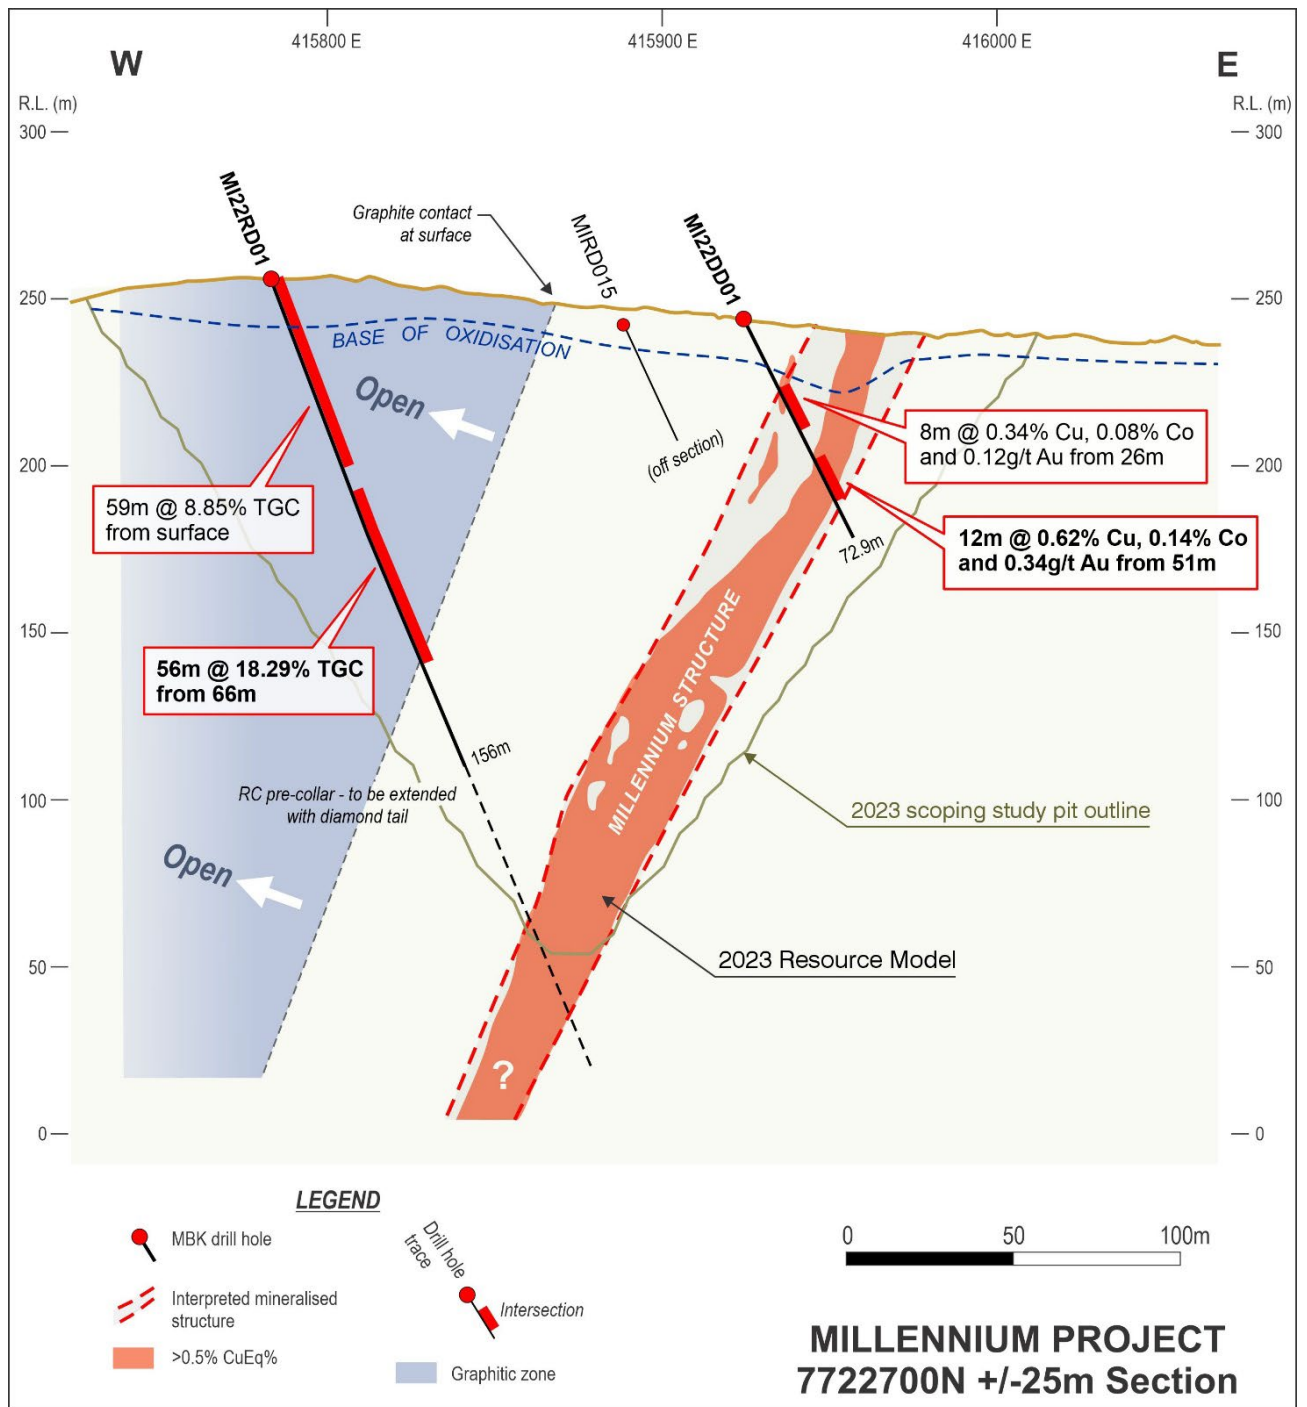 415800 E
415900 E
416000 E
W
E
R.L. (m)
R.L. (m)
300
300
MI22RD01
Graphite contact
at surface
MIRD015
MI22DD01
250
250
BASE OF OXIDISATION
Open
(off section)
8m @ 0.34% Cu, 0.08% Co
and 0.12g/t Au from 26m
200
200
59m @ 8.85% TGC
from surface
12m @ 0.62% Cu, 0.14% Co
and 0.34g/t Au from 51m
72.9m
150
150
MILLENNIUM STRUCTURE
56m @ 18.29% TGC
from 66m
156m
RC pre-collar - to be extended
with diamond tail
100
100
2023 scoping study pit outline
Open
50
50
2023 Resource Model
?
0
0
LEGEND
MBK drill hole
Interpreted mineralised
structure
>0.5% CuEq%
Drill hole
trace
Intersection
Graphitic zone
0
50
100m
MILLENNIUM PROJECT
7722700N +/-25m Section